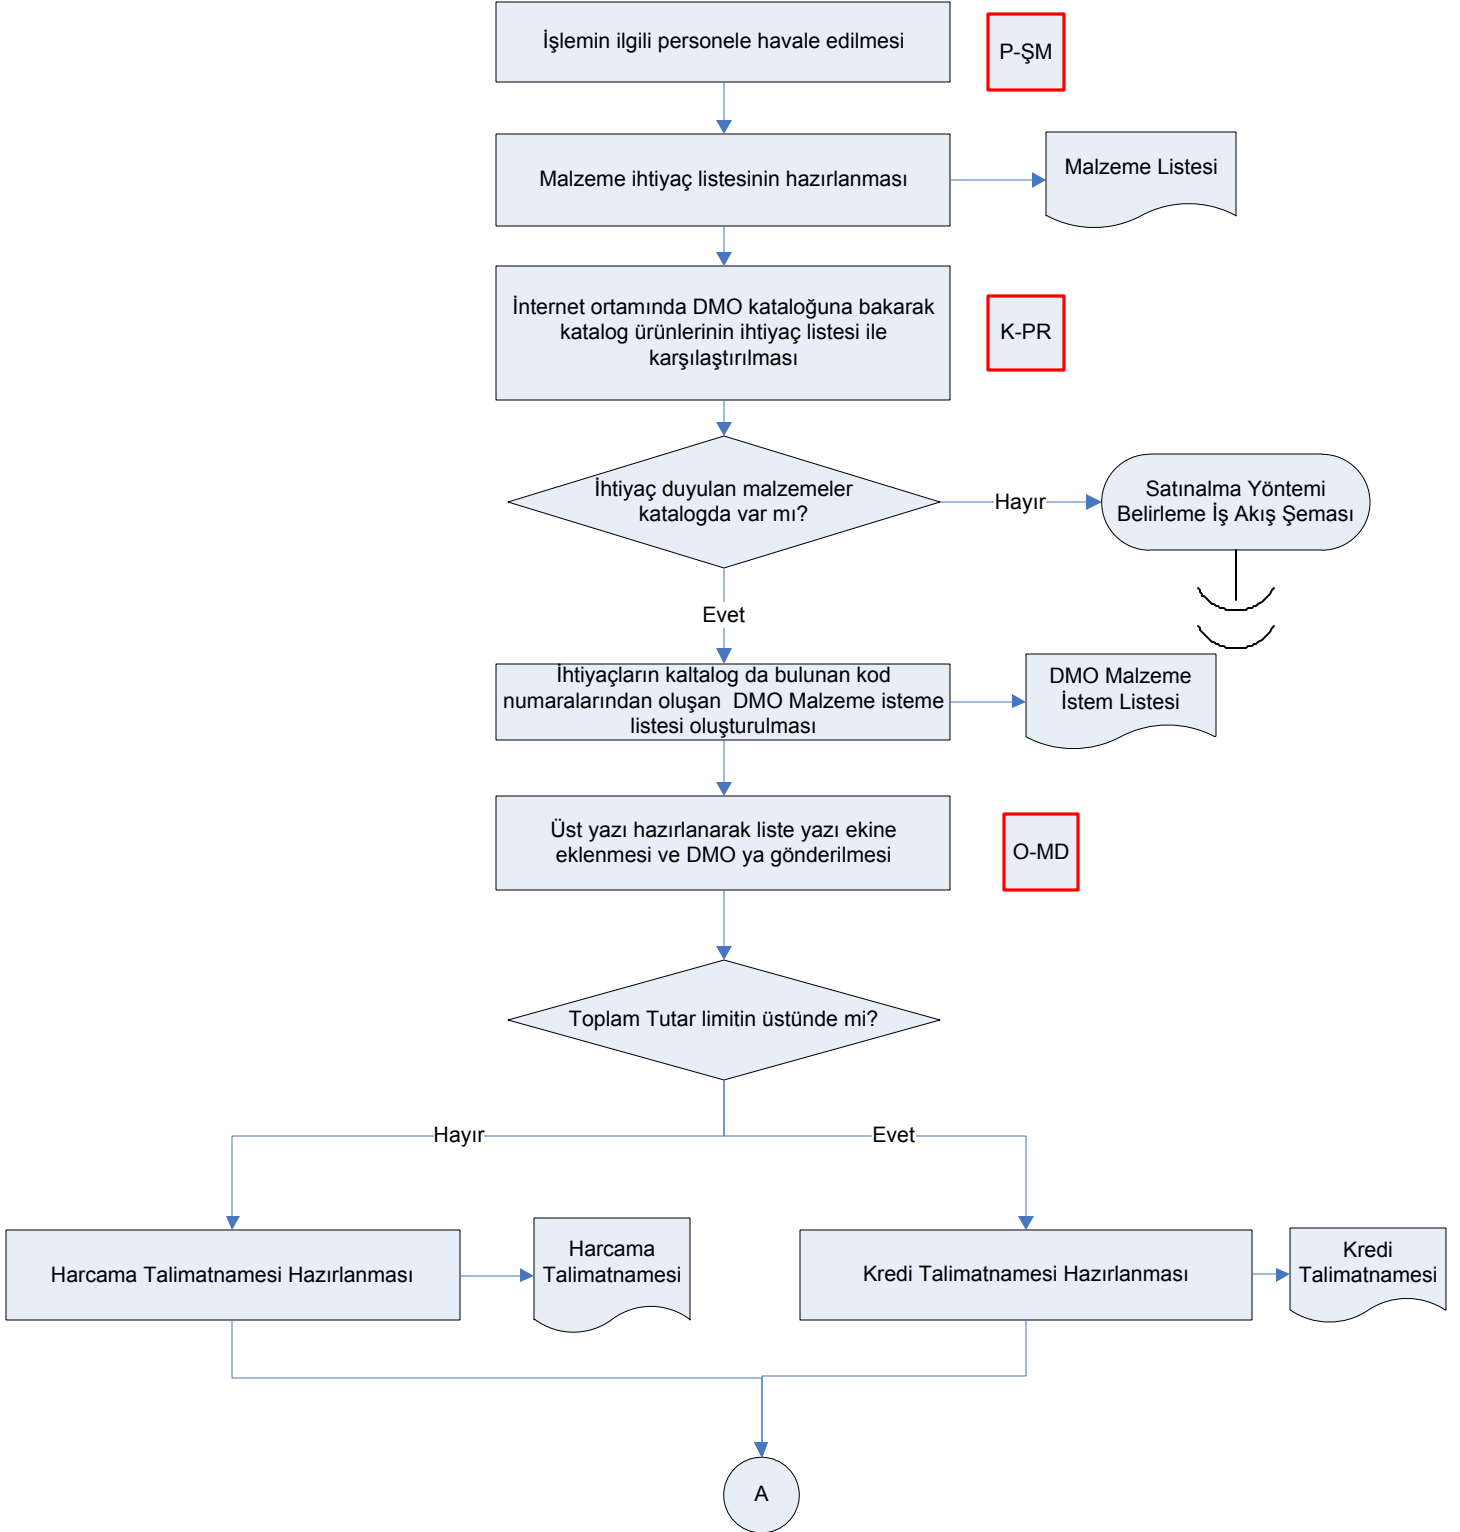 İşlemin ilgili personele havale edilmesi
P-ŞM
Malzeme ihtiyaç listesinin hazırlanması
Malzeme Listesi
İnternet ortamında DMO kataloğuna bakarak
katalog ürünlerinin ihtiyaç listesi ile
karşılaştırılması
K-PR
İhtiyaç duyulan malzemeler
katalogda var mı?
Hayır
Satınalma Yöntemi
Belirleme İş Akış Şeması
Evet
İhtiyaçların kaltalog da bulunan kod
numaralarından oluşan  DMO Malzeme isteme
listesi oluşturulması
DMO Malzeme
İstem Listesi
Üst yazı hazırlanarak liste yazı ekine
eklenmesi ve DMO ya gönderilmesi
O-MD
Toplam Tutar limitin üstünde mi?
Hayır
Evet
Harcama Talimatnamesi Hazırlanması
Harcama
Talimatnamesi
Kredi Talimatnamesi Hazırlanması
Kredi
Talimatnamesi
A